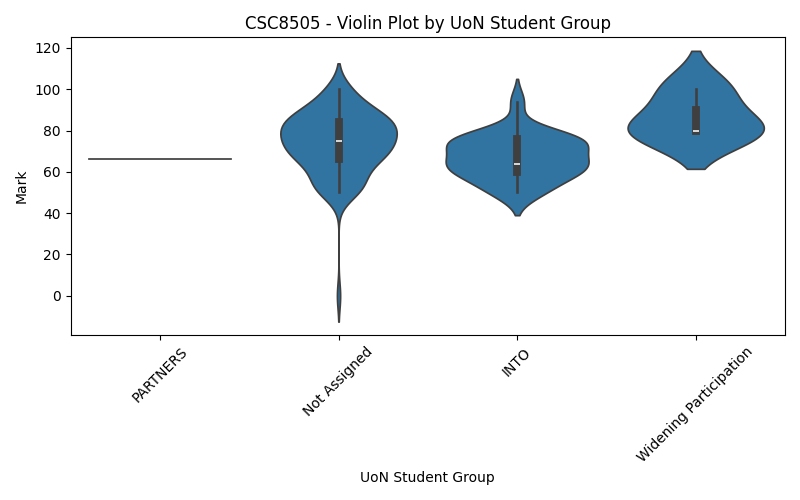 CSC8505 - Violin Plot by UoN Student Group
120
100
80
60
40
20
0
Mark
PARTNERS
Not Assigned
INTO
Widening Participation
UoN Student Group